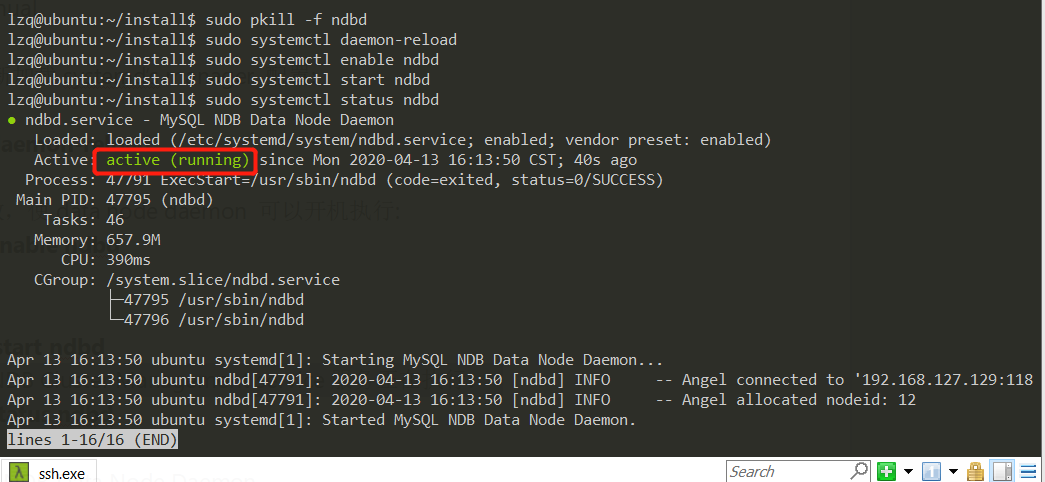 lzq@ubuntu:~/install$ sudo pkill -f ndbd
lzq@ubuntu:~/install$ sudo systemctl daemon-reload
lzq@ubuntu:~/install$ sudo systemctl enable ndbd
lzq@ubuntu:~/install$ sudo systemctl start ndbd
lzq@ubuntu:~/install$ sudo systemctl status ndbd
● ndbd.service - MySQL NDB Data Node Daemon
Loaded: loaded (/etc/systemd/system/ndbd.service; enabled; vendor preset: enabled)
Active: active (running) since Mon 2020-04-13 16:13:50 CST; 40s ago
Process: 47791 ExecStart=/usr/sbin/ndbd (code=exited, status=0/SUCCESS)
Main PID: 47795 (ndbd)
Tasks: 46
Memory: 657.9M
CPU: 390ms
CGroup: /system.slice/ndbd.service
├─47795 /usr/sbin/ndbd
└─47796 /usr/sbin/ndbd
Apr 13 16:13:50 ubuntu systemd[1]: Starting MySQL NDB Data Node Daemon...
Apr 13 16:13:50 ubuntu ndbd[47791]: 2020-04-13 16:13:50 [ndbd] INFO -- Angel connected to '192.168.127.129:118
Apr 13 16:13:50 ubuntu ndbd[47791]: 2020-04-13 16:13:50 [ndbd] INFO -- Angel allocated nodeid: 12
Apr 13 16:13:50 ubuntu systemd[1]: Started MySQL NDB Data Node Daemon.
lines 1-16/16 (END)
ssh.exe
Search